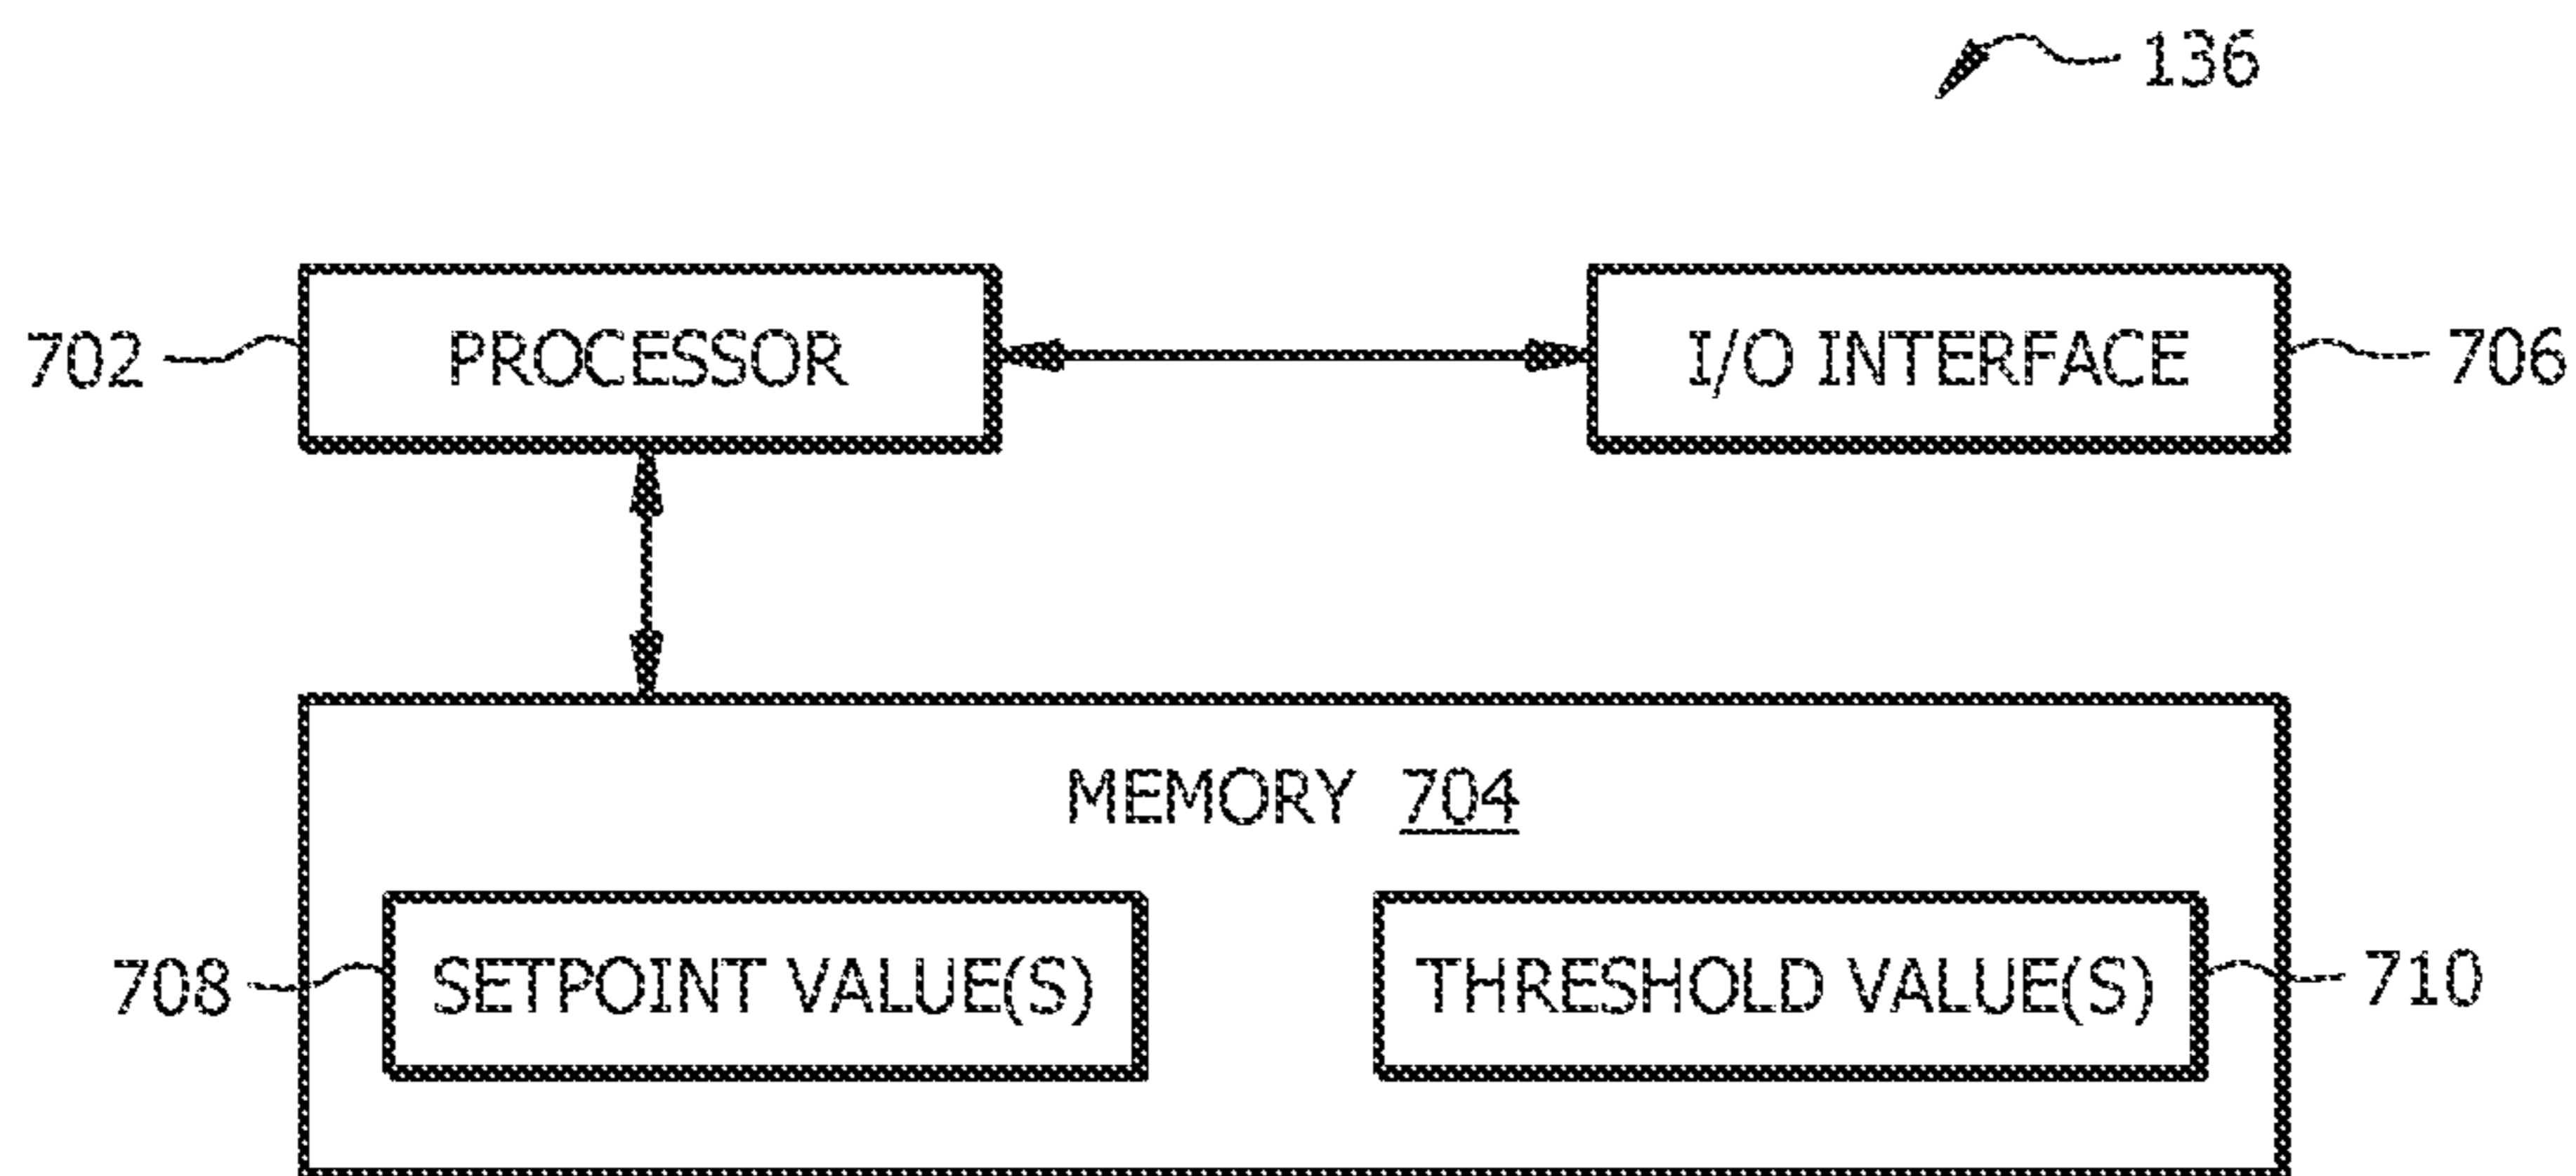 136
702 PROCESSOR I/O INTERFACE 706
MEMORY 704
708 SETPOINT VALUE(S) THRESHOLD VALUE(S) 710